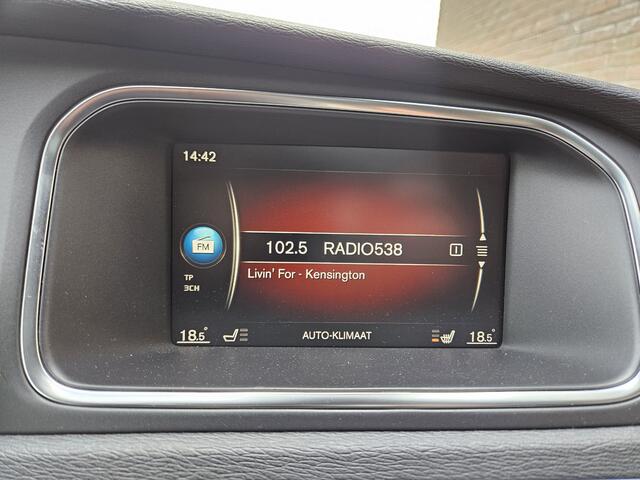 14:42
FM
102.5 RADIO538
TP
3CH
Livin' For - Kensington
18.5° AUTO-KLIMAAT 18.5°